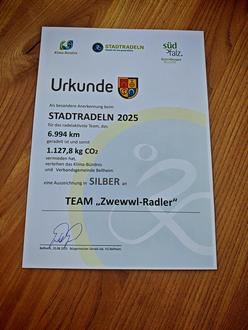 Klima-Bündnis
STADTRADELN
süd
pfalz.
Urkunde
Als besondere Anerkennung beim
STADTRADELN 2025
für das radelaktivste Team, das
6.994 km
geradelt ist und somit
1.127,8 kg CO₂
vermieden hat,
verleihen das Klima-Bündnis
und Verbandsgemeinde Bellheim
eine Auszeichnung in SILBER an
TEAM „Zwewwl-Radler“